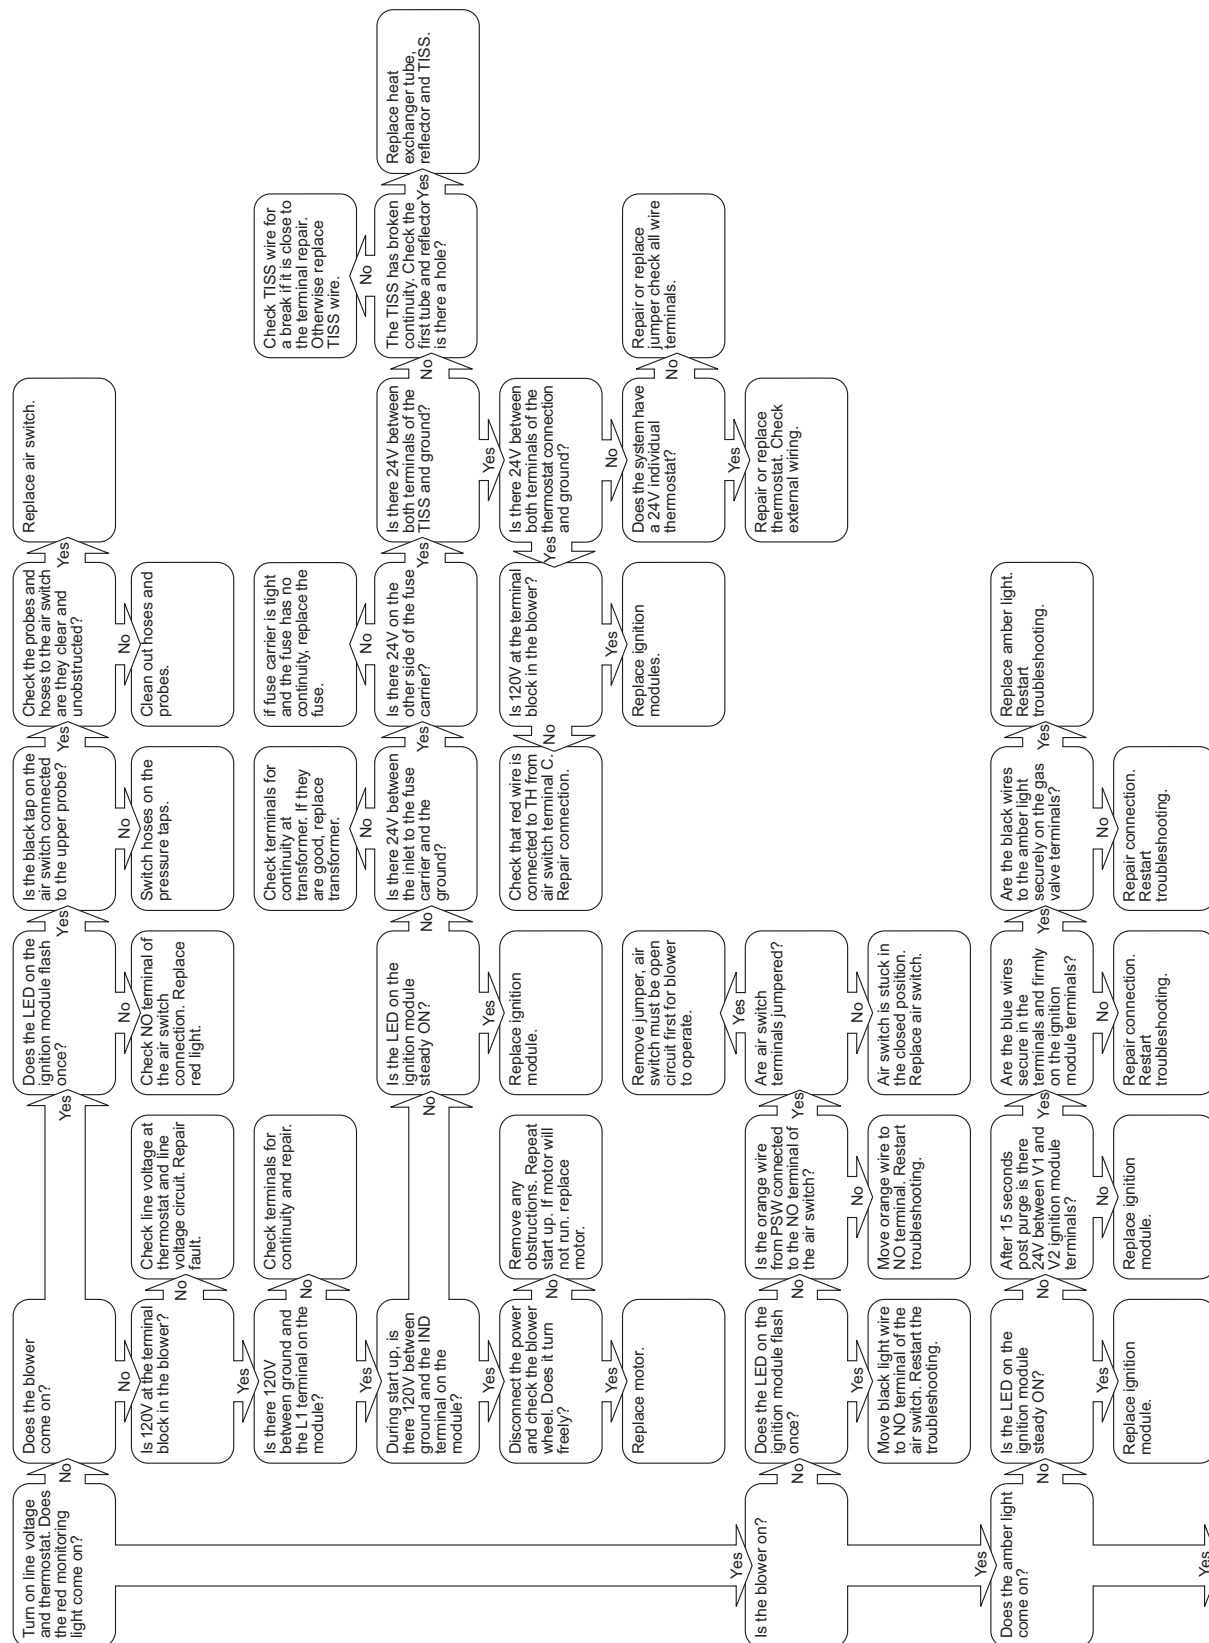 Turn on line voltage
and thermostat. Does
the red monitoring
light come on?
No
Does the blower
come on?
Yes
Does the LED on the
ignition module flash
once?
Yes
Is the black tap on the
air switch connected
to the upper probe?
Yes
Check the probes and
hoses to the air switch
are they clear and
unobstructed?
Yes
Replace air switch.
No
No
No
No
Is 120V at the terminal
block in the blower?
No
Check line voltage at
thermostat and line
voltage circuit. Repair
fault.
Check NO terminal of
the air switch
connection. Replace
red light.
Switch hoses on the
pressure taps.
Clean out hoses and
probes.
Yes
Is there 120V
between ground and
the L1 terminal on the
module?
No
Check terminals for
continuity and repair.
Check terminals for
continuity at
transformer. If they
are good, replace
transformer.
if fuse carrier is tight
and the fuse has no
continuity, replace the
fuse.
Check TISS wire for
a break if it is close to
the terminal repair.
Otherwise replace
TISS wire.
Yes
No
No
No
During start up, is
there 120V between
ground and the IND
terminal on the
module?
No
Is the LED on the
ignition module
steady ON?
No
Is there 24V between
the inlet to the fuse
carrier and the
ground?
Yes
Is there 24V on the
other side of the fuse
carrier?
Yes
Is there 24V between
both terminals of the
TISS and ground?
No
The TISS has broken
continuity. Check the
first tube and reflector
is there a hole?
Yes
Replace heat
exchanger tube,
reflector and TISS.
Yes
Yes
Yes
Disconnect the power
and check the blower
wheel. Does it turn
freely?
No
Remove any
obstructions. Repeat
start up. If motor will
not run. replace
motor.
Replace ignition
module.
Check that red wire is
connected to TH from
air switch terminal C.
Repair connection.
No
Is 120V at the terminal
block in the blower?
Yes
Is there 24V between
both terminals of the
thermostat connection
and ground?
Yes
Yes
No
Replace motor.
Remove jumper, air
switch must be open
circuit first for blower
to operate.
Replace ignition
modules.
Does the system have
a 24V individual
thermostat?
No
Repair or replace
jumper check all wire
terminals.
Yes
Yes
Yes
Is the blower on?
No
Does the LED on the
ignition module flash
once?
No
Is the orange wire
from PSW connected
to the NO terminal of
the air switch?
Yes
Are air switch
terminals jumpered?
Repair or replace
thermostat. Check
external wiring.
Yes
No
No
Move black light wire
to NO terminal of the
air switch. Restart the
troubleshooting.
Move orange wire to
NO terminal. Restart
troubleshooting.
Air switch is stuck in
the closed position.
Replace air switch.
Yes
Does the amber light
come on?
No
Is the LED on the
ignition module
steady ON?
No
After 15 seconds
post purge is there
24V between V1 and
V2 ignition module
terminals?
Yes
Are the blue wires
secure in the
terminals and firmly
on the ignition
module terminals?
Yes
Are the black wires
to the amber light
securely on the gas
valve terminals?
Yes
Replace amber light.
Restart
troubleshooting.
Yes
No
No
No
Replace ignition
module.
Replace ignition
module.
Repair connection.
Restart
troubleshooting.
Repair connection.
Restart
troubleshooting.
Yes